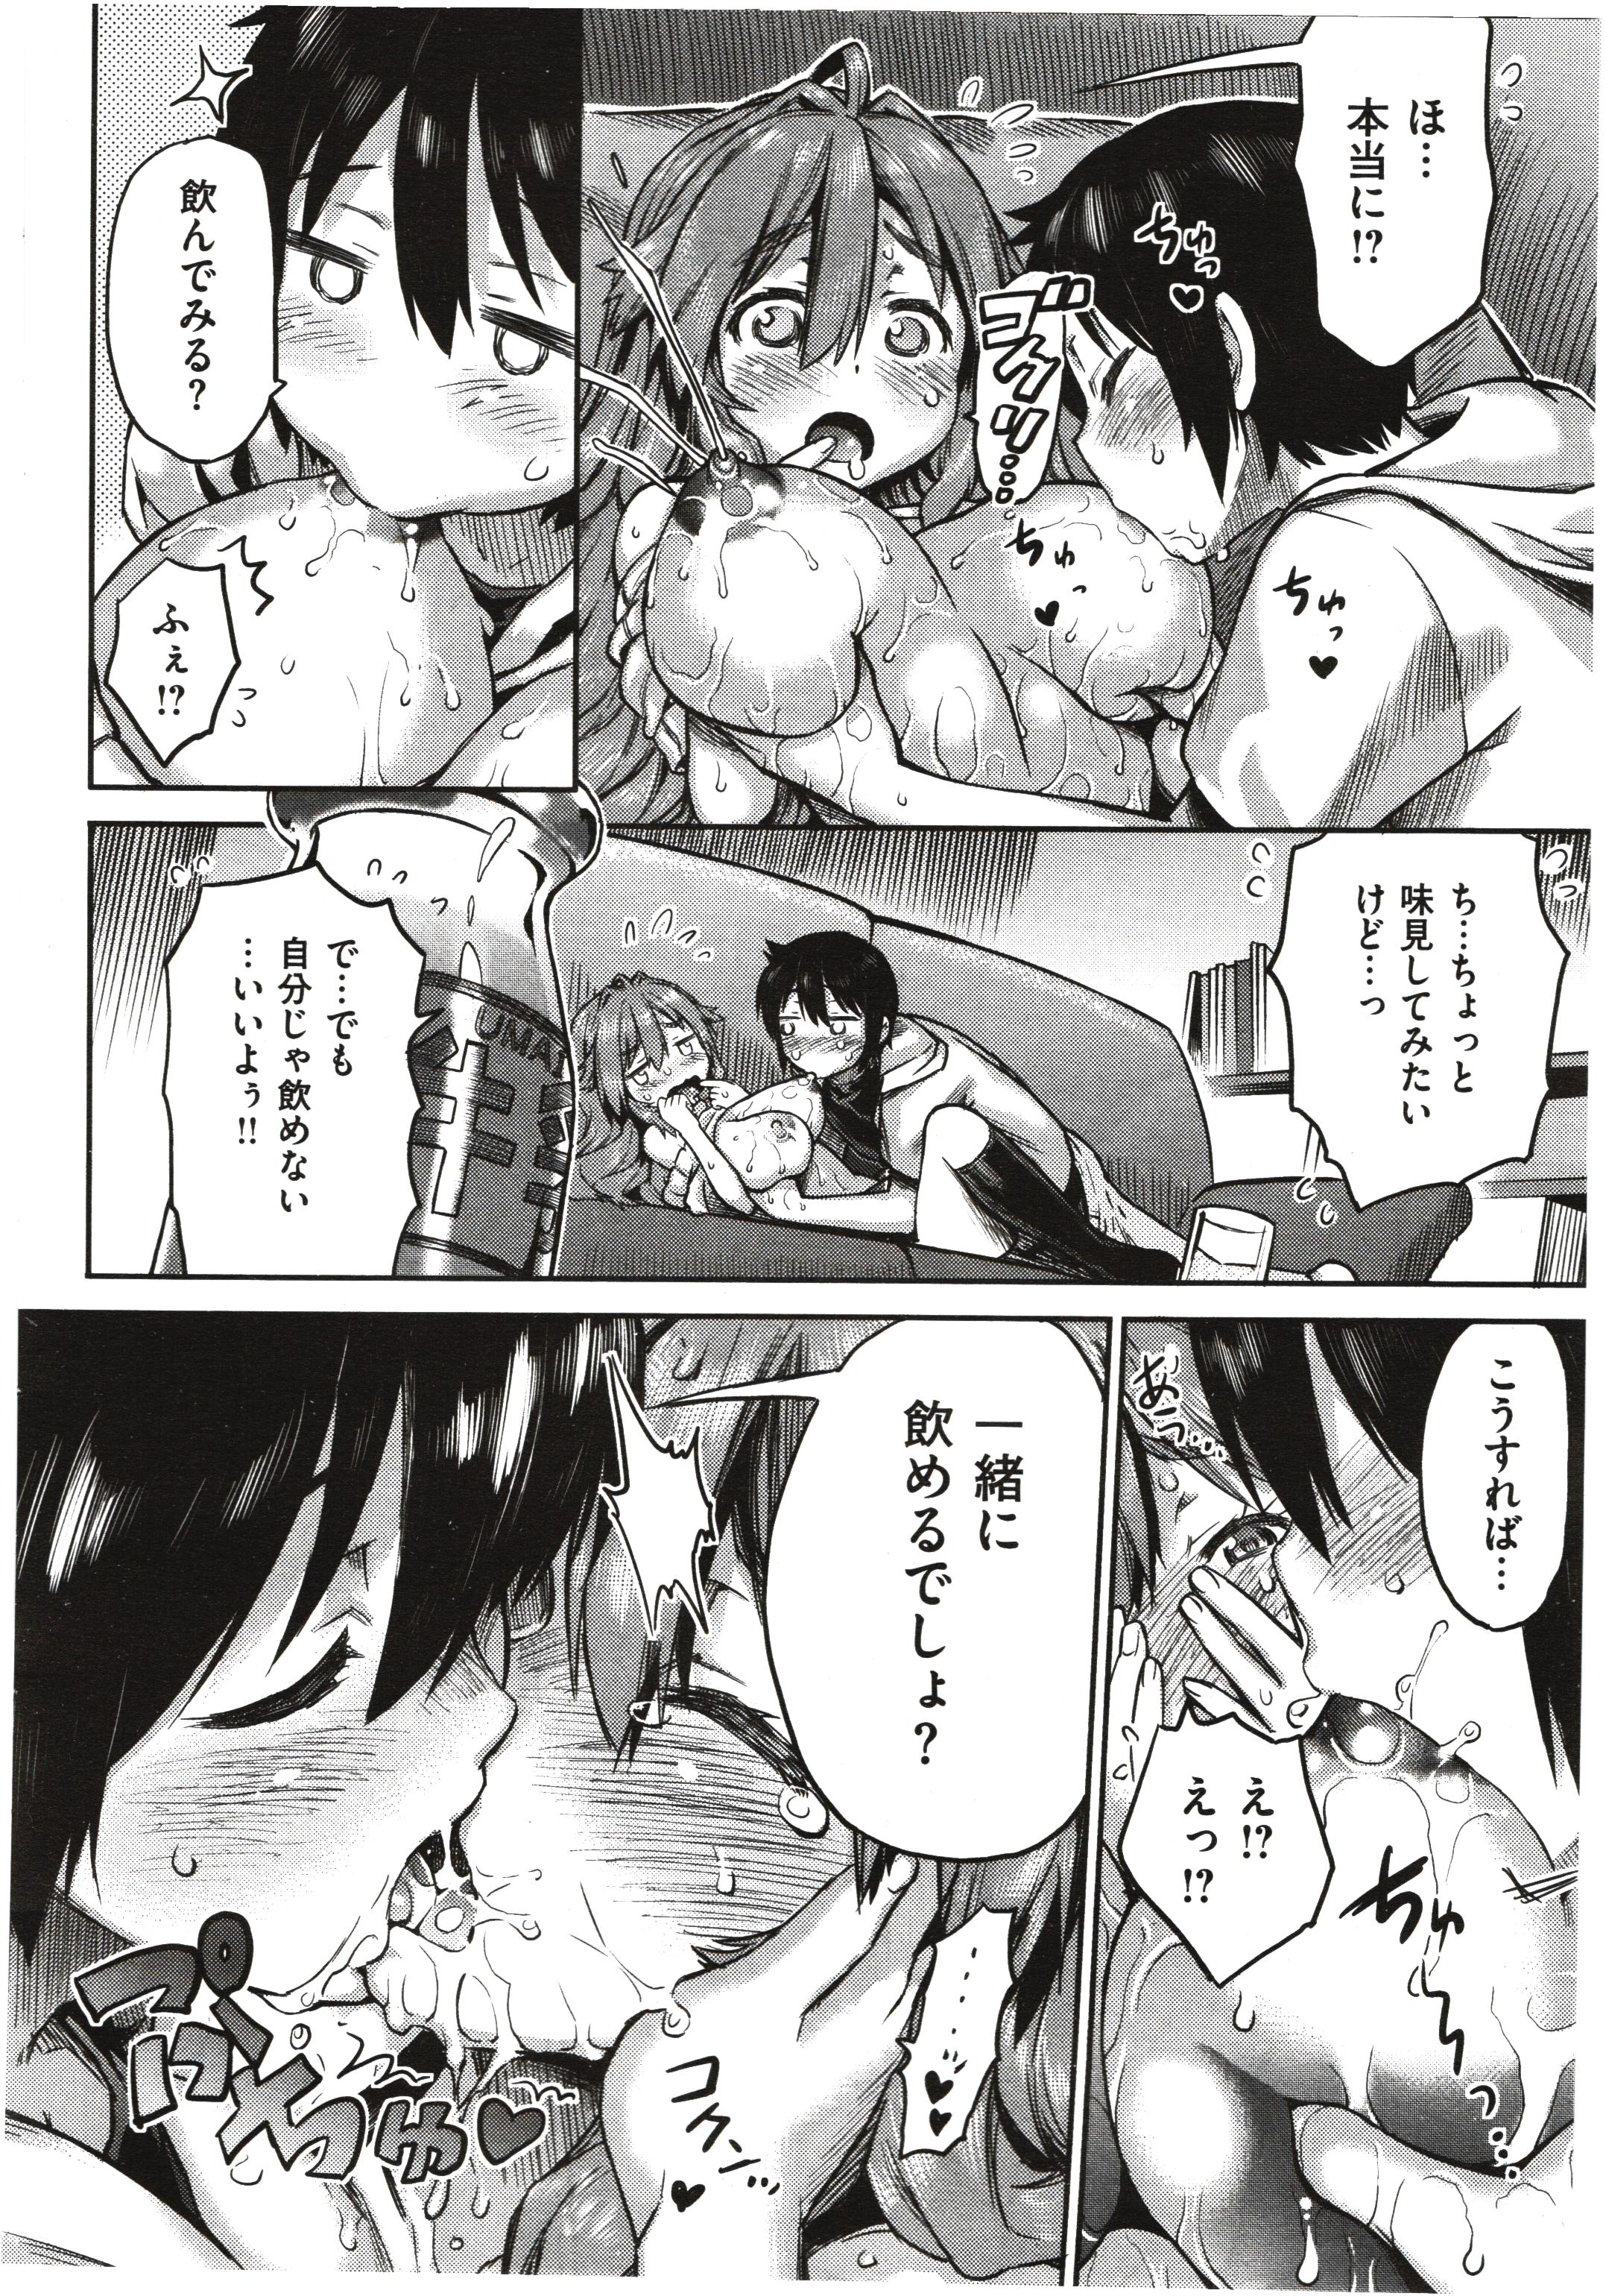 ほ…
本当に!?
ちゅっ♥
ゴクリ…
ちゅっ♥
ちゅっ♥
飲んでみる?
ふぇ!?
ち…ちょっと
味見してみたい
けど…っ
で…でも
自分じゃ飲めない
…いいよぅ!!
こうすれば…
あっ…
え!?
えっ!?
ちゅ〜っ…
一緒に
飲めるでしょ?
……♥♥
コクン…♥
ぷちゅ♥